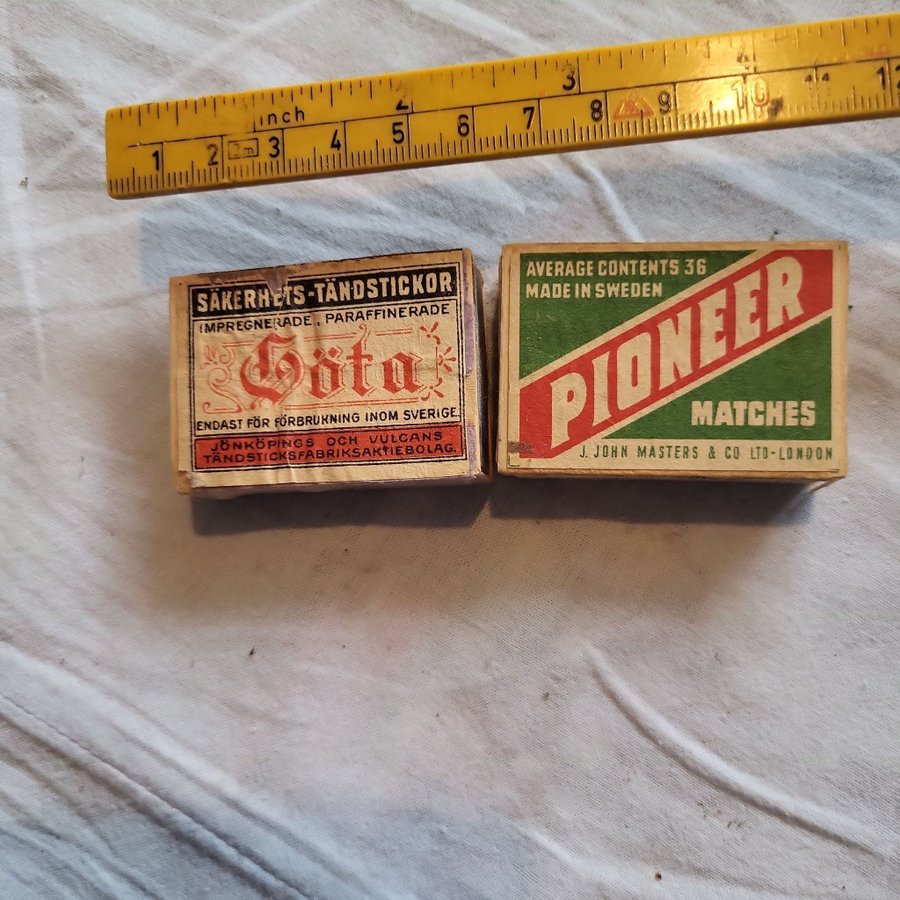 inch 2 3 4
1 2 2m 3 4 5 6 7 8 9 10 11 12
SÄKERHETS-TÄNDSTICKOR
IMPREGNERADE, PARAFFINERADE
Göta
ENDAST FÖR FÖRBRUKNING INOM SVERIGE.
JÖNKÖPINGS OCH VULCANS
TÄNDSTICKSFABRIKSAKTIEBOLAG.
AVERAGE CONTENTS 36
MADE IN SWEDEN
PIONEER
MATCHES
J. JOHN MASTERS & CO LTD-LONDON